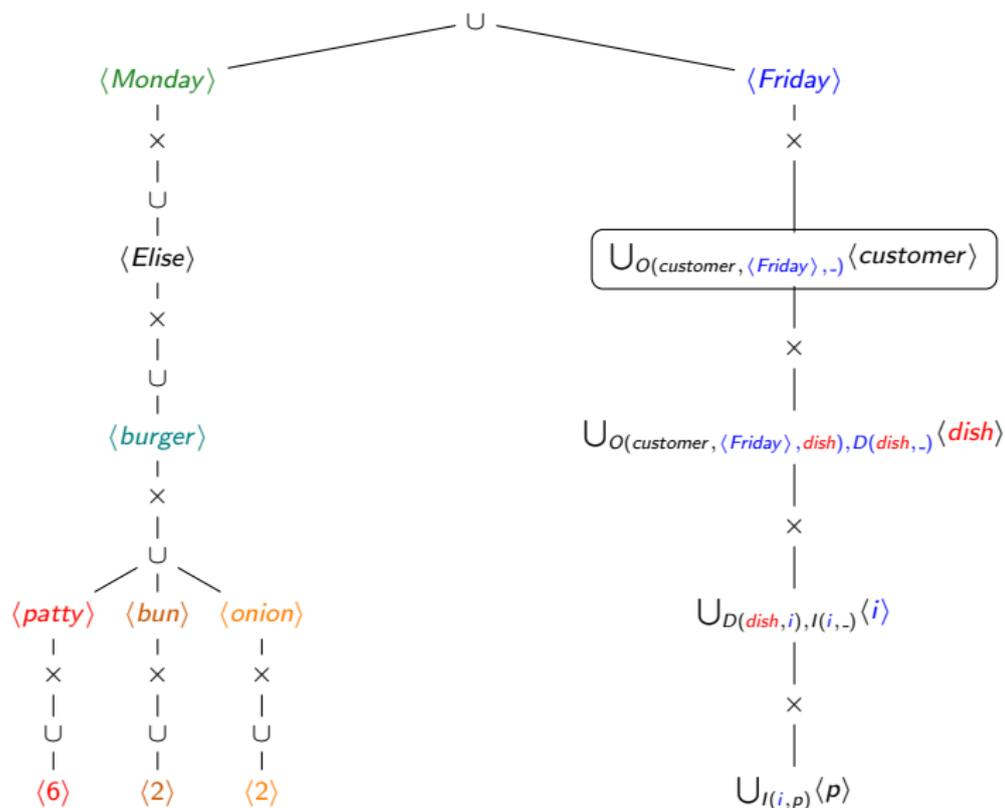 ∪
⟨Monday⟩ ⟨Friday⟩
× ×
∪
⟨Elise⟩ ⋃O(customer,⟨Friday⟩,_)⟨customer⟩
× ×
∪
⟨burger⟩ ⋃O(customer,⟨Friday⟩,dish),D(dish,_)⟨dish⟩
× ×
∪
⟨patty⟩ ⟨bun⟩ ⟨onion⟩ ⋃D(dish,i),I(i,_)⟨i⟩
× × × ×
∪ ∪ ∪
⟨6⟩ ⟨2⟩ ⟨2⟩ ⋃I(i,p)⟨p⟩